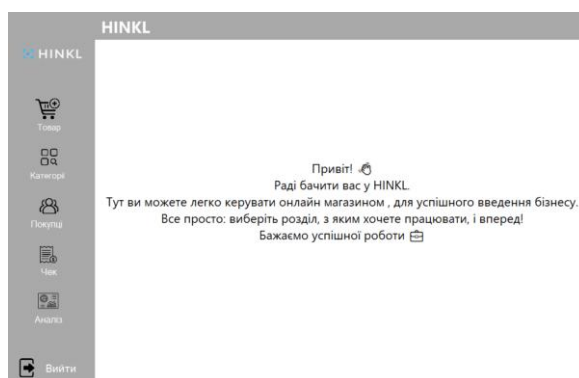 HINKL
HINKL
Товар
Категорії
Покупці
Чек
Аналіз
Вийти
Привіт!
Раді бачити вас у HINKL.
Тут ви можете легко керувати онлайн магазином , для успішного введення бізнесу.
Все просто: виберіть розділ, з яким хочете працювати, і вперед!
Бажаємо успішної роботи